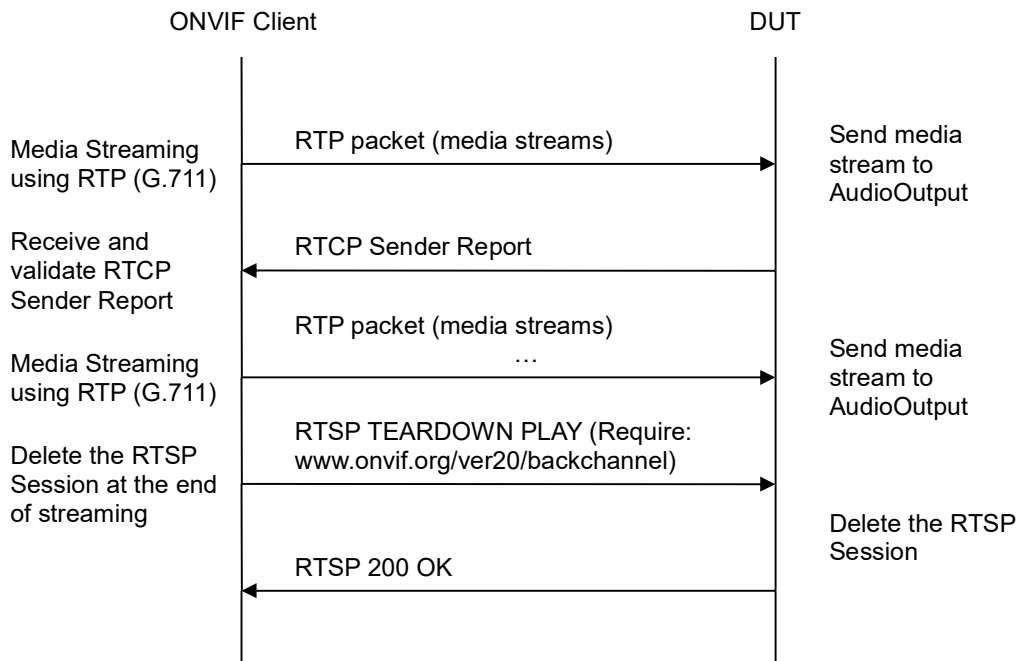 ONVIF Client
DUT
Media Streaming
using RTP (G.711)
RTP packet (media streams)
Send media
stream to
AudioOutput
Receive and
validate RTCP
Sender Report
RTCP Sender Report
Media Streaming
using RTP (G.711)
RTP packet (media streams)
…
Send media
stream to
AudioOutput
Delete the RTSP
Session at the end
of streaming
RTSP TEARDOWN PLAY (Require:
www.onvif.org/ver20/backchannel)
Delete the RTSP
Session
RTSP 200 OK